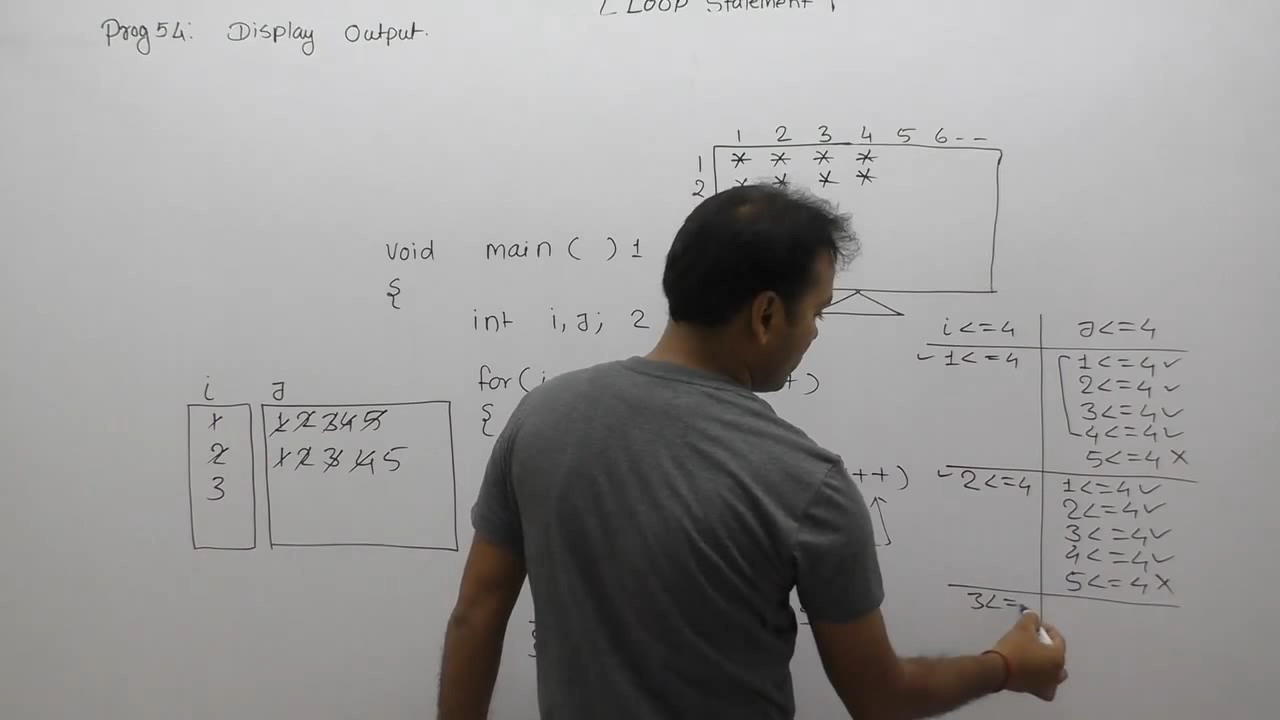 LOOP Statement
Prog 54: Display Output.
1 2 3 4 5 6--
1 * * * *
2 * * * *
void main ( ) 1
{
int i, J; 2
for( i +)
{
++)
i J
1 1 2 3 4 5
2 1 2 3 4 5
3
i<=4 J<=4
✓1<=4 1<=4✓
2<=4✓
3<=4✓
4<=4✓
5<=4 X
✓2<=4 1<=4✓
2<=4✓
3<=4✓
4<=4✓
5<=4 X
3<=